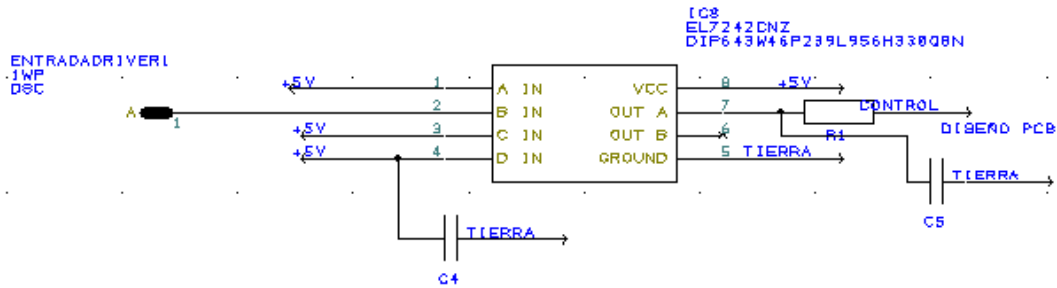 IC8
EL7242CNZ
DIP643W46P239L956H330Q8N
ENTRADADRIVER1
1WP
DSC
A
1
+5V
1
A IN
VCC
8
+5V
2
B IN
OUT A
7
CONTROL
+5V
3
C IN
OUT B
6
R1
DISEÑO PCB
+5V
4
D IN
GROUND
5
TIERRA
TIERRA
C5
TIERRA
C4